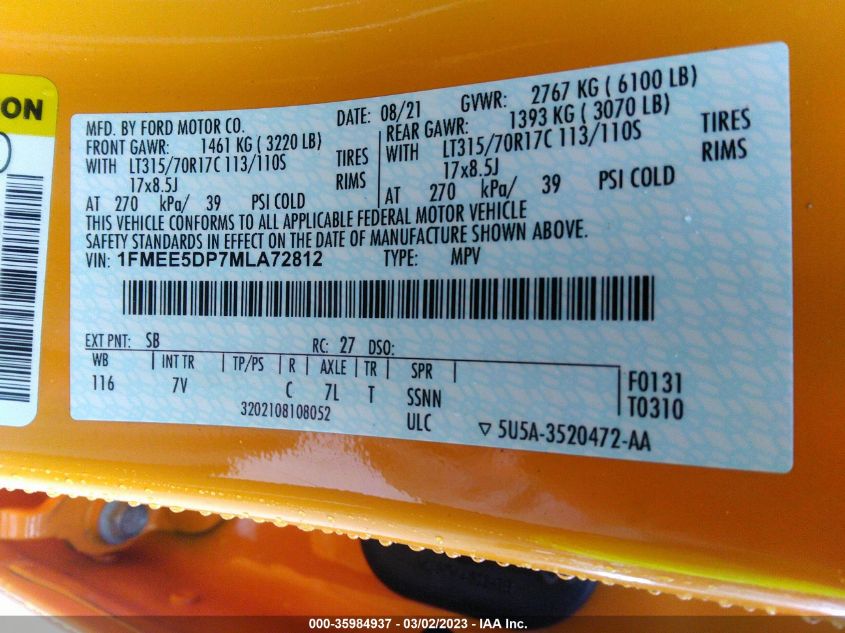 ION
MFD. BY FORD MOTOR CO.
DATE: 08/21 GVWR: 2767 KG ( 6100 LB)
FRONT GAWR: 1461 KG ( 3220 LB)
REAR GAWR: 1393 KG ( 3070 LB)
WITH LT315/70R17C 113/110S TIRES
WITH LT315/70R17C 113/110S TIRES
17x8.5J RIMS
17x8.5J RIMS
AT 270 kPa/ 39 PSI COLD
AT 270 kPa/ 39 PSI COLD
THIS VEHICLE CONFORMS TO ALL APPLICABLE FEDERAL MOTOR VEHICLE
SAFETY STANDARDS IN EFFECT ON THE DATE OF MANUFACTURE SHOWN ABOVE.
VIN: 1FMEE5DP7MLA72812 TYPE: MPV
EXT PNT: SB RC: 27 DSO:
WB INT TR TP/PS R AXLE TR SPR
116 7V C 7L T SSNN
F0131
T0310
3202108108052 ULC ▽ 5U5A-3520472-AA
000-35984937 - 03/02/2023 - IAA Inc.